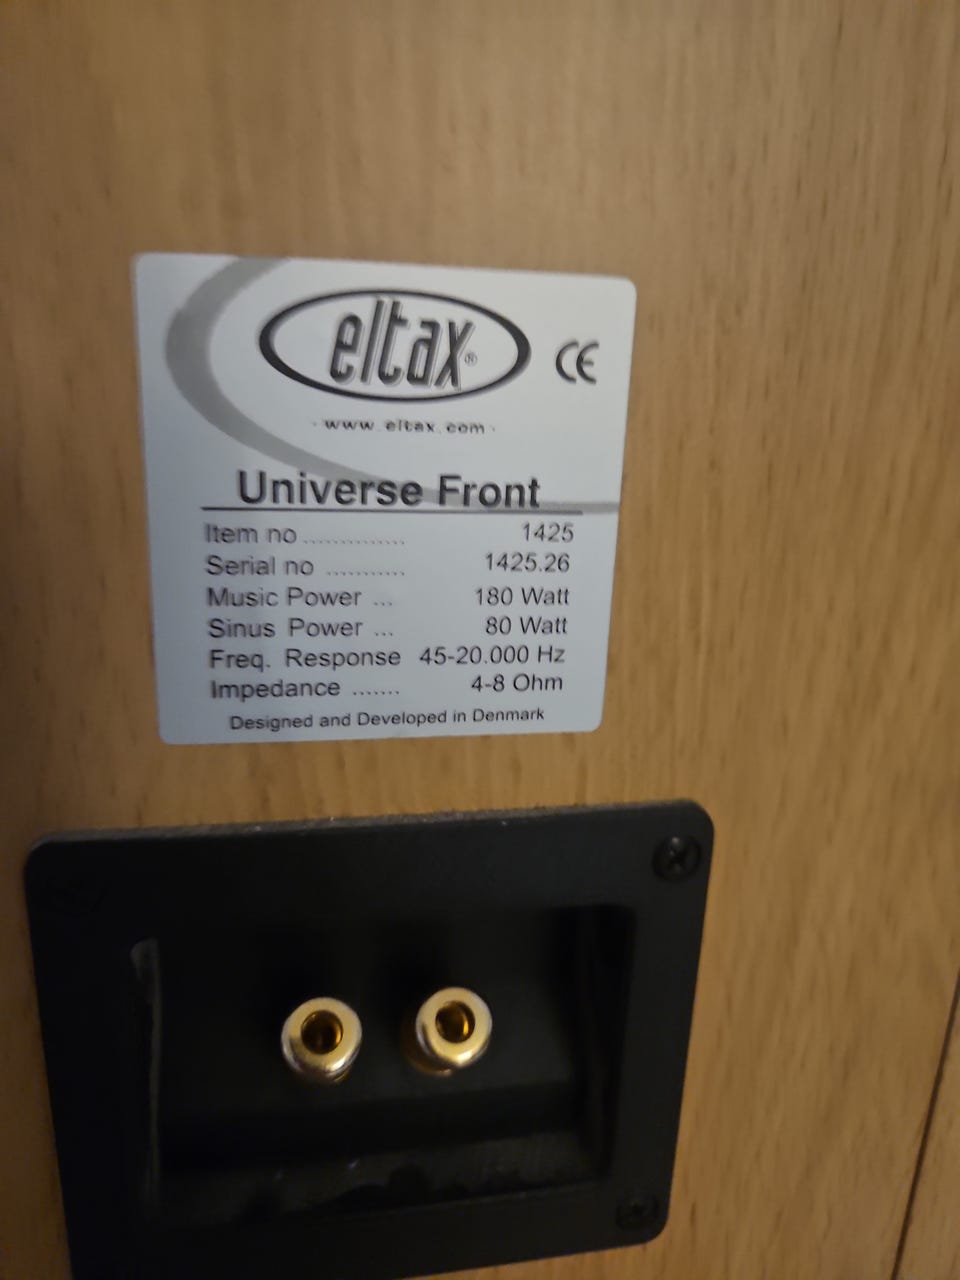 eltax®
CE
· www.eltax.com ·
Universe Front
Item no .............. 1425
Serial no ........... 1425.26
Music Power ... 180 Watt
Sinus Power ... 80 Watt
Freq. Response 45-20.000 Hz
Impedance ....... 4-8 Ohm
Designed and Developed in Denmark